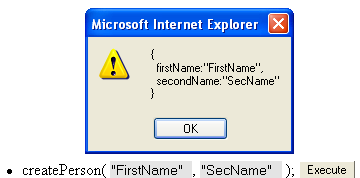 Microsoft Internet Explorer
{
firstName:"FirstName",
secondName:"SecName"
}
OK
• createPerson( "FirstName" , "SecName" ); Execute